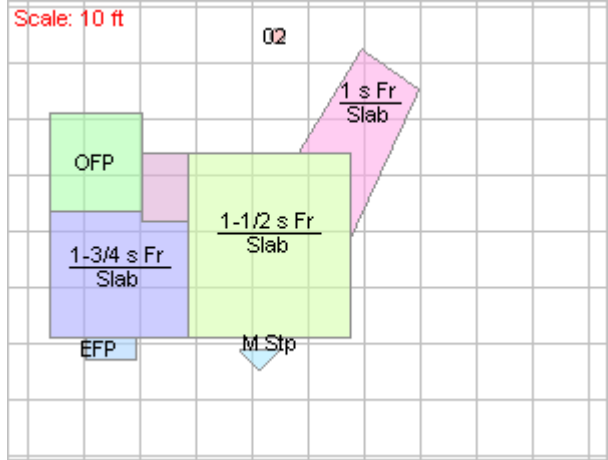 Scale: 10 ft
02
1 s Fr
Slab
OFP
1-1/2 s Fr
Slab
1-3/4 s Fr
Slab
EFP
M Stp